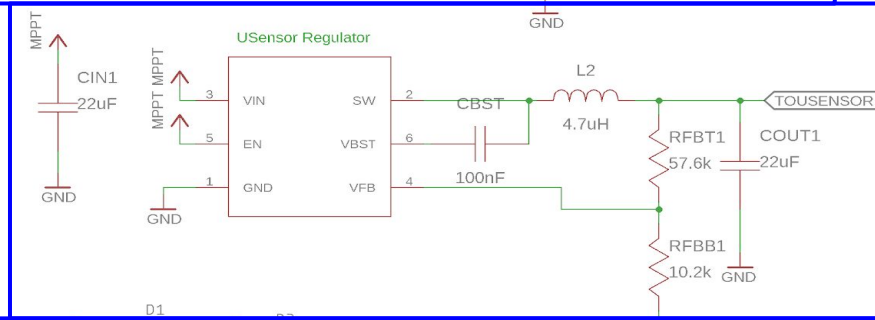 GND
MPPT
USensor Regulator
CIN1
22uF
GND
MPPT MPPT
3 VIN
5 EN
1 GND
GND
SW 2
VBST 6
VFB 4
CBST
100nF
L2
4.7uH
TOUSENSOR
RFBT1
57.6k
COUT1
22uF
RFBB1
10.2k
GND
D1